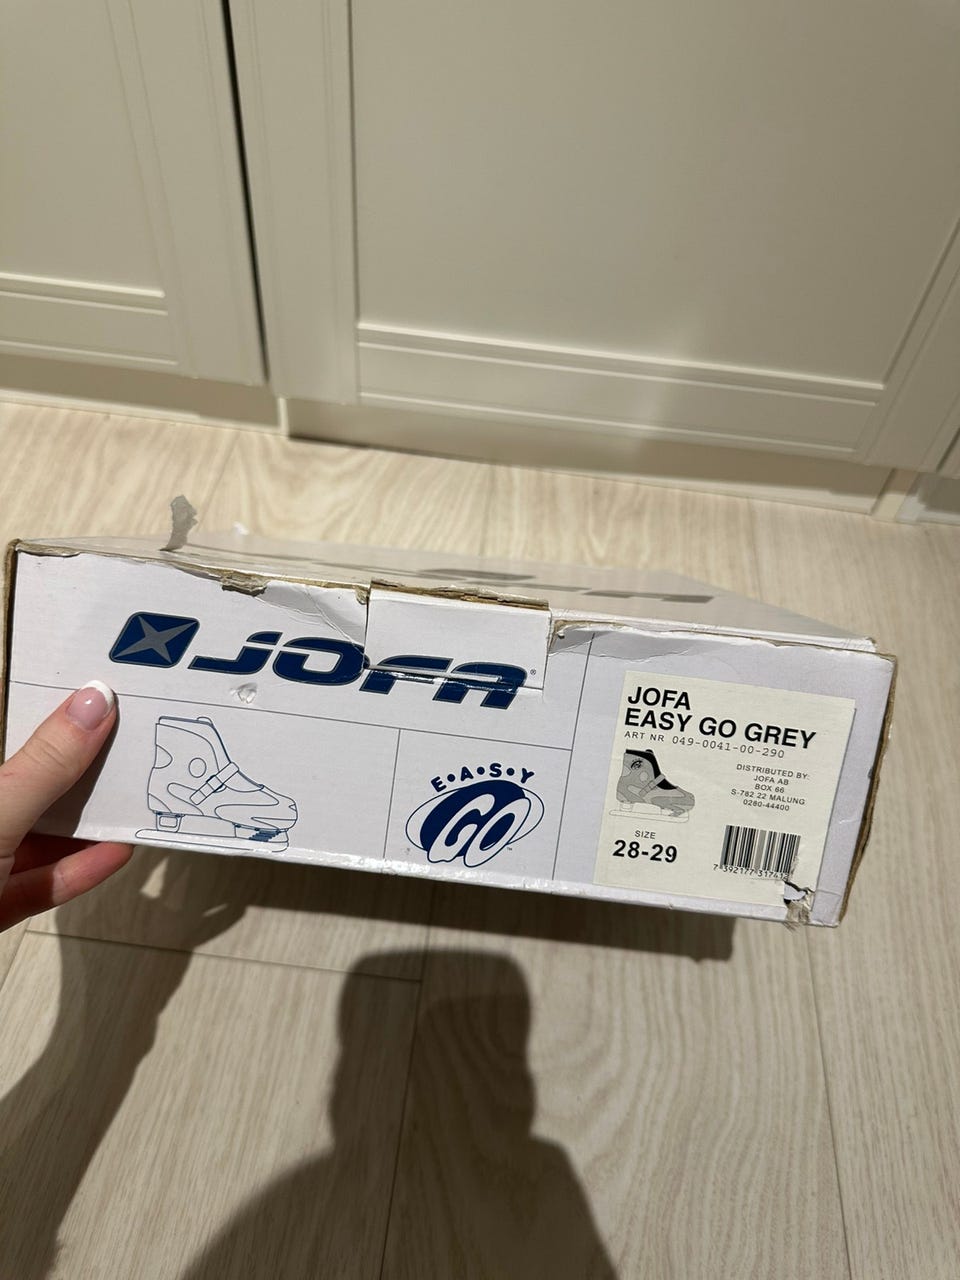 JOFA
E•A•S•Y
GO
JOFA
EASY GO GREY
ART NR 049-0041-00-290
DISTRIBUTED BY:
JOFA AB
BOX 66
S-782 22 MALUNG
0280-44400
SIZE
28-29